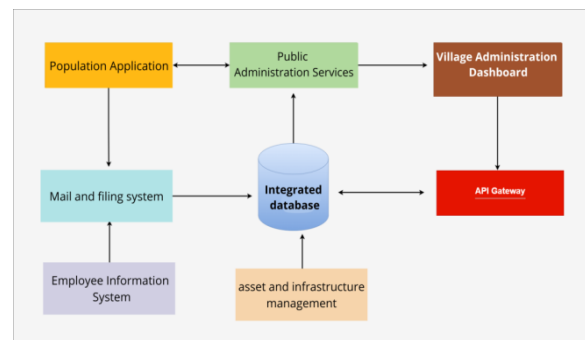 Population Application
Public
Administration Services
Village Administration
Dashboard
Mail and filing system
Integrated
database
API Gateway
Employee Information
System
asset and infrastructure
management